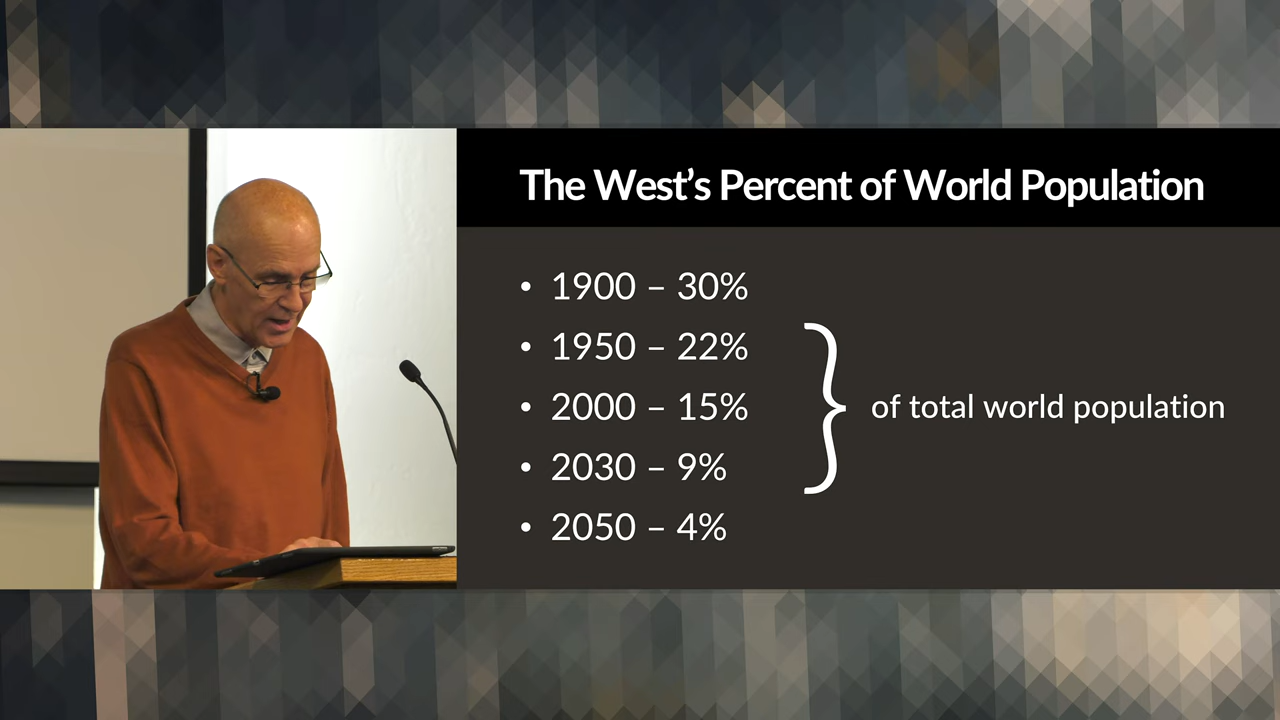 The West’s Percent of World Population
• 1900 – 30%
• 1950 – 22%
• 2000 – 15%
• 2030 – 9%
• 2050 – 4%
of total world population